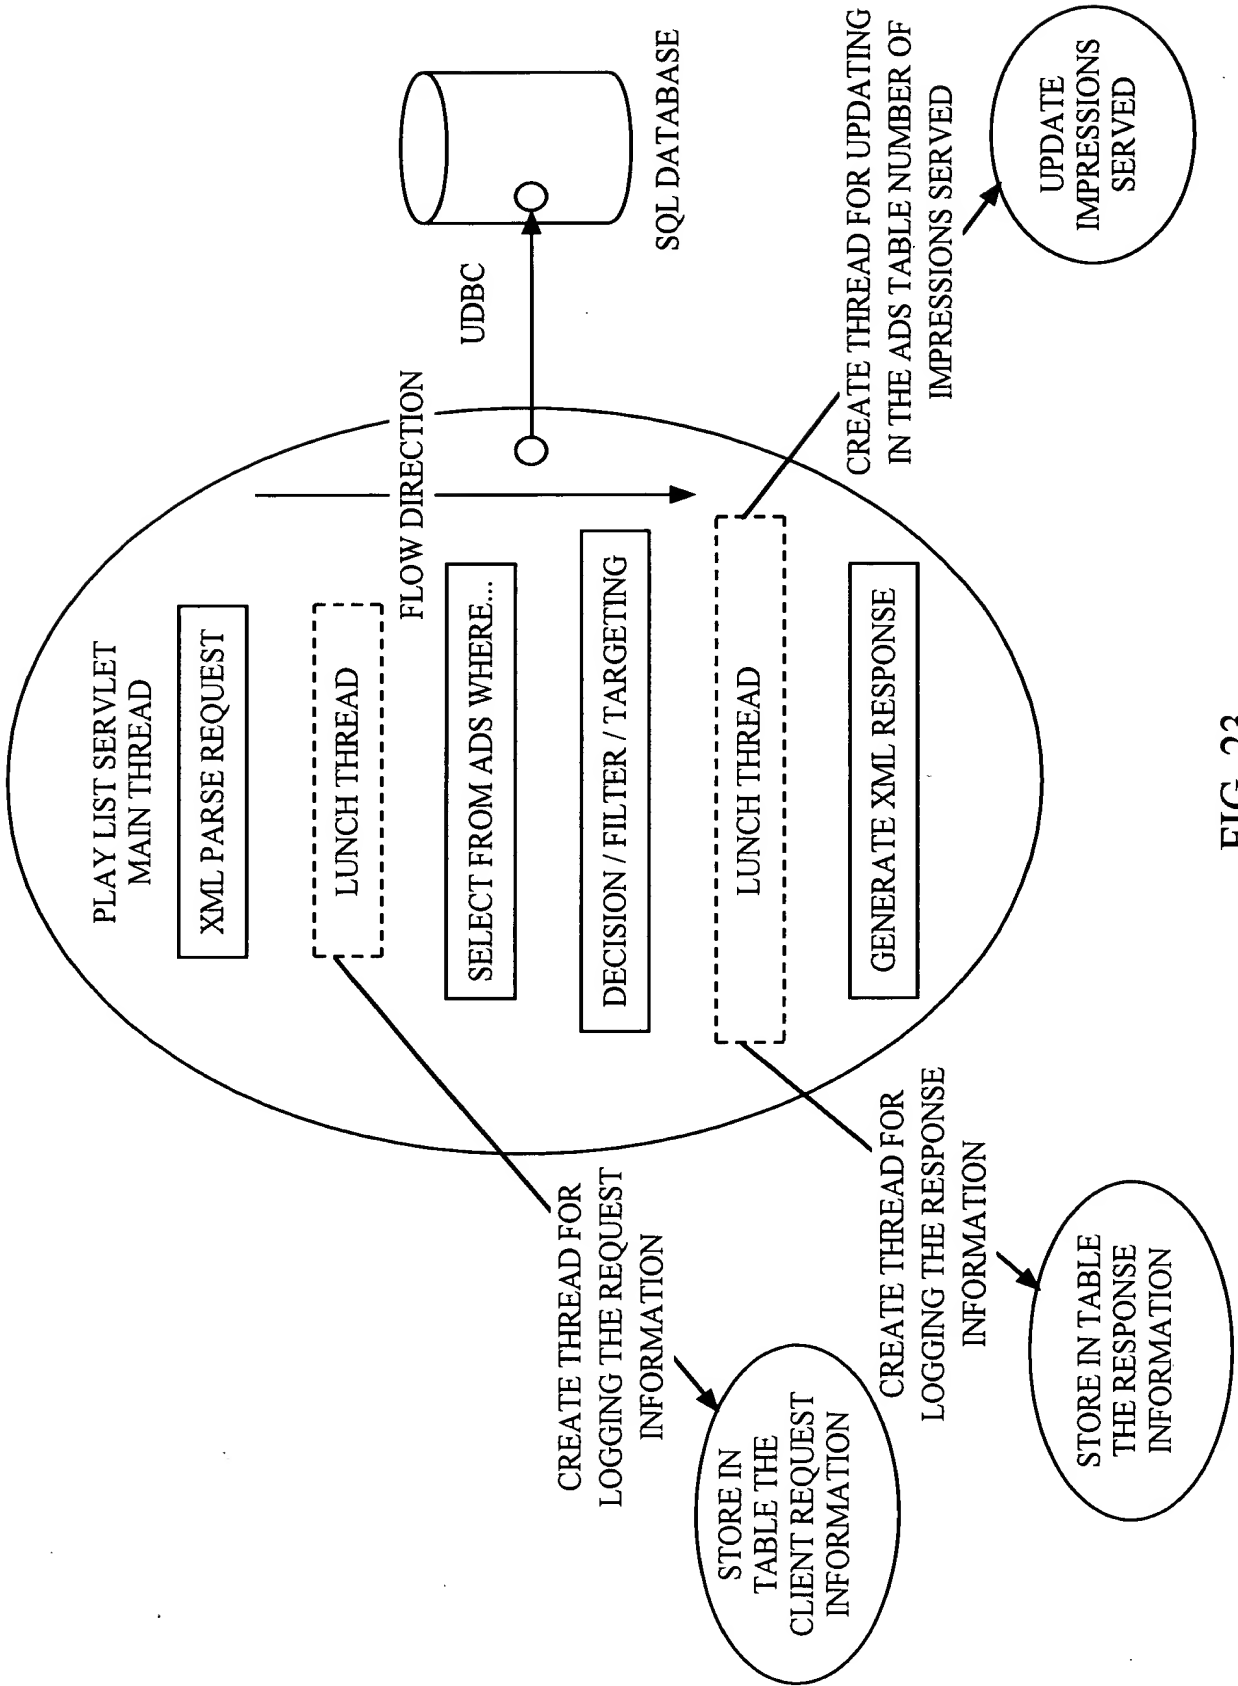 PLAY LIST SERVLET
MAIN THREAD
XML PARSE REQUEST
LUNCH THREAD
FLOW DIRECTION
SELECT FROM ADS WHERE...
DECISION / FILTER / TARGETING
LUNCH THREAD
GENERATE XML RESPONSE
UDBC
SQL DATABASE
CREATE THREAD FOR UPDATING
IN THE ADS TABLE NUMBER OF
IMPRESSIONS SERVED
UPDATE
IMPRESSIONS
SERVED
CREATE THREAD FOR
LOGGING THE REQUEST
INFORMATION
STORE IN
TABLE THE
CLIENT REQUEST
INFORMATION
CREATE THREAD FOR
LOGGING THE RESPONSE
INFORMATION
STORE IN TABLE
THE RESPONSE
INFORMATION
FIG. 23